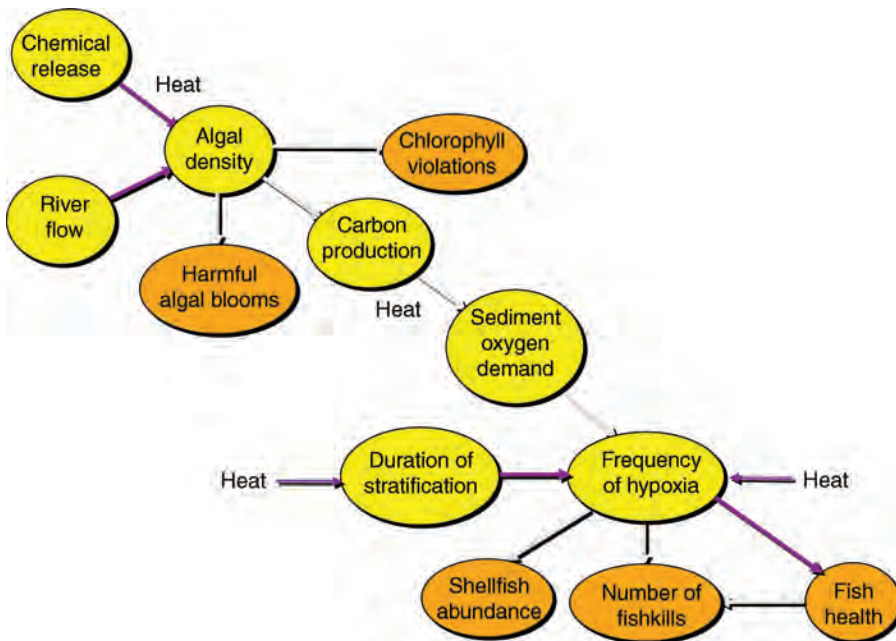 Chemical
release
Heat
Algal
density
Chlorophyll
violations
River
flow
Carbon
production
Harmful
algal blooms
Heat
Sediment
oxygen
demand
Heat
Duration of
stratification
Frequency
of hypoxia
Heat
Shellfish
abundance
Number of
fishkills
Fish
health